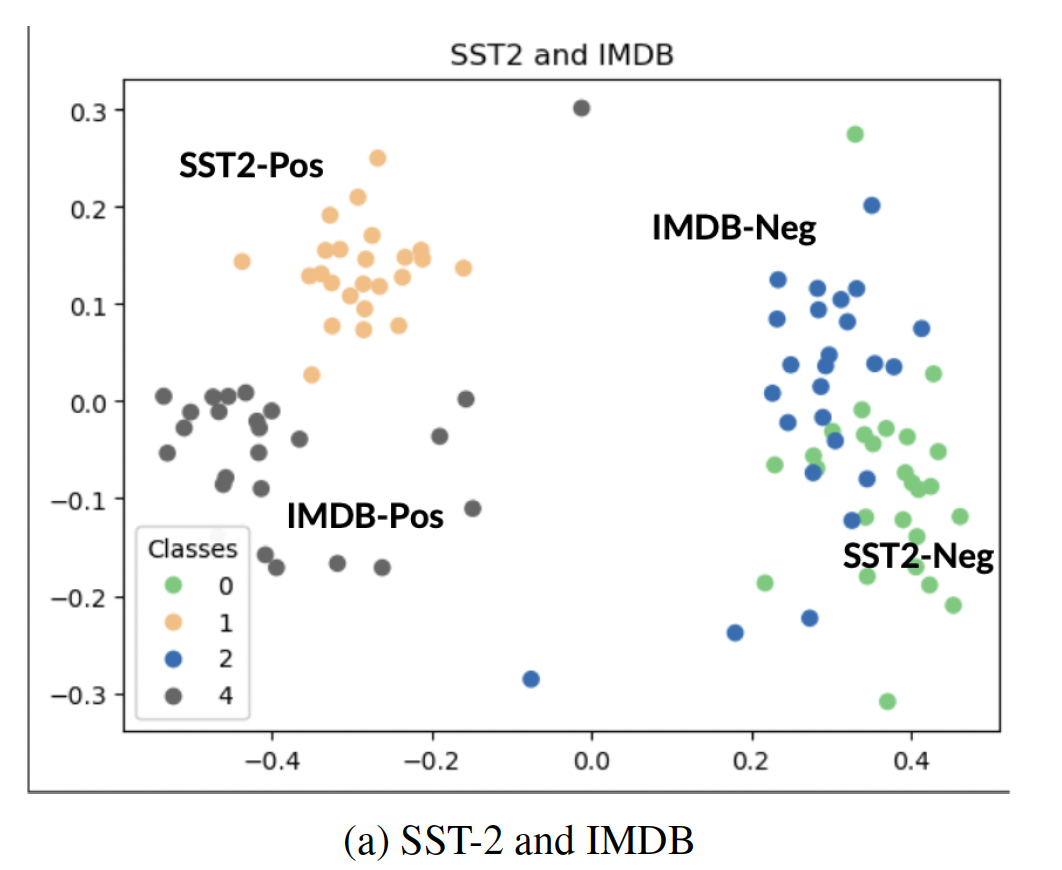 SST2 and IMDB
0.3
SST2-Pos
0.2
IMDB-Neg
0.1
0.0
−0.1
IMDB-Pos
Classes
SST2-Neg
0
−0.2
1
2
4
−0.3
−0.4 −0.2 0.0 0.2 0.4
(a) SST-2 and IMDB